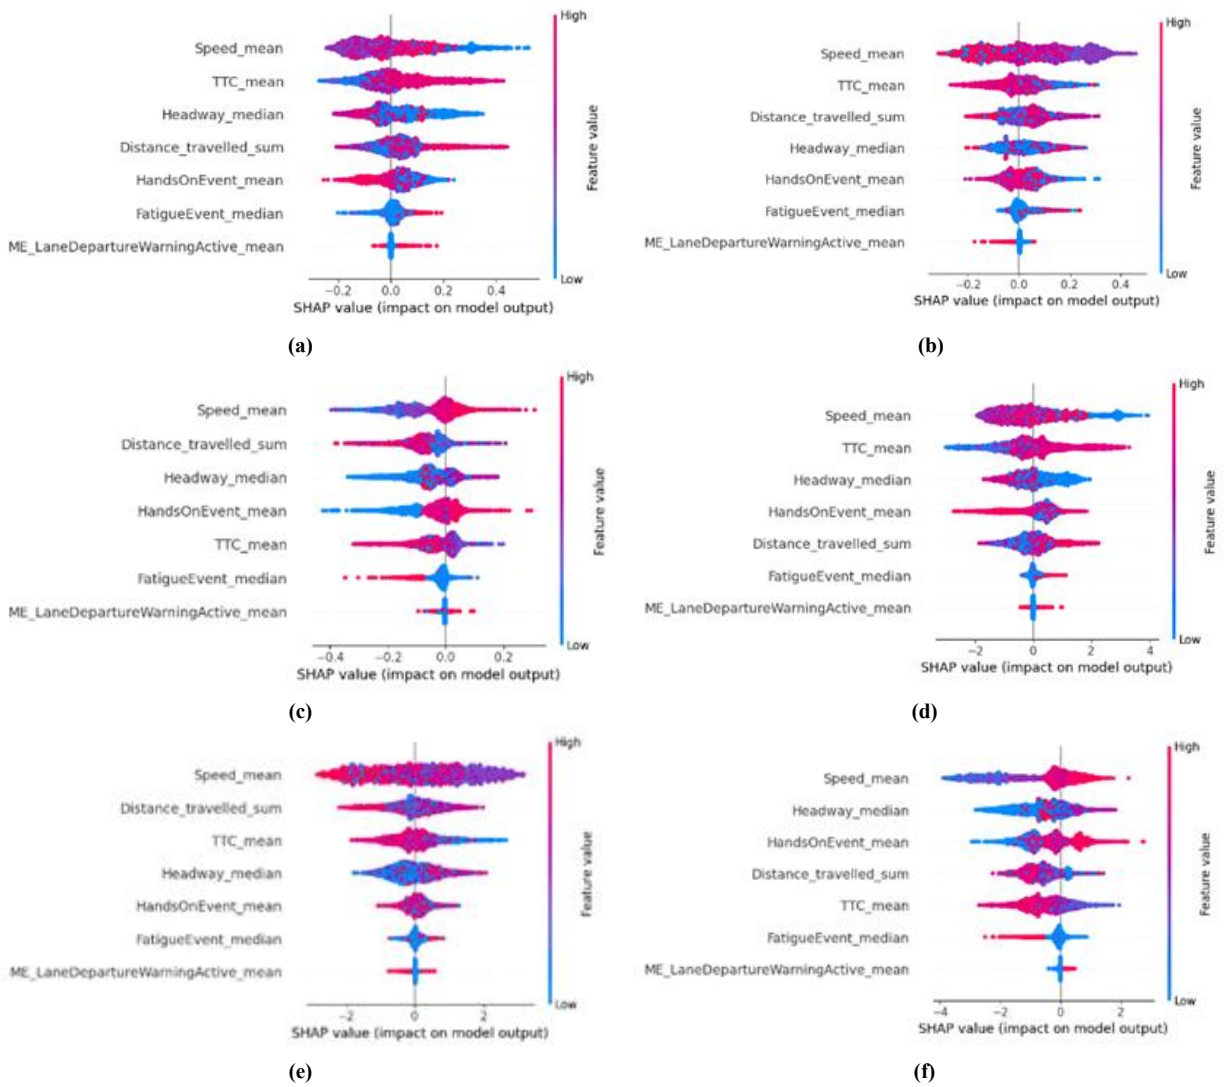 High
Speed_mean
TTC_mean
Headway_median
Distance_travelled_sum
HandsOnEvent_mean
FatigueEvent_median
ME_LaneDepartureWarningActive_mean
Feature value
Low
−0.2 0.0 0.2 0.4
SHAP value (impact on model output)
(a)
High
Speed_mean
TTC_mean
Distance_travelled_sum
Headway_median
HandsOnEvent_mean
FatigueEvent_median
ME_LaneDepartureWarningActive_mean
Feature value
Low
−0.2 0.0 0.2 0.4
SHAP value (impact on model output)
(b)
High
Speed_mean
Distance_travelled_sum
Headway_median
HandsOnEvent_mean
TTC_mean
FatigueEvent_median
ME_LaneDepartureWarningActive_mean
Feature value
Low
−0.4 −0.2 0.0 0.2
SHAP value (impact on model output)
(c)
High
Speed_mean
TTC_mean
Headway_median
HandsOnEvent_mean
Distance_travelled_sum
FatigueEvent_median
ME_LaneDepartureWarningActive_mean
Feature value
Low
−2 0 2 4
SHAP value (impact on model output)
(d)
High
Speed_mean
Distance_travelled_sum
TTC_mean
Headway_median
HandsOnEvent_mean
FatigueEvent_median
ME_LaneDepartureWarningActive_mean
Feature value
Low
−2 0 2
SHAP value (impact on model output)
(e)
High
Speed_mean
Headway_median
HandsOnEvent_mean
Distance_travelled_sum
TTC_mean
FatigueEvent_median
ME_LaneDepartureWarningActive_mean
Feature value
Low
−4 −2 0 2
SHAP value (impact on model output)
(f)